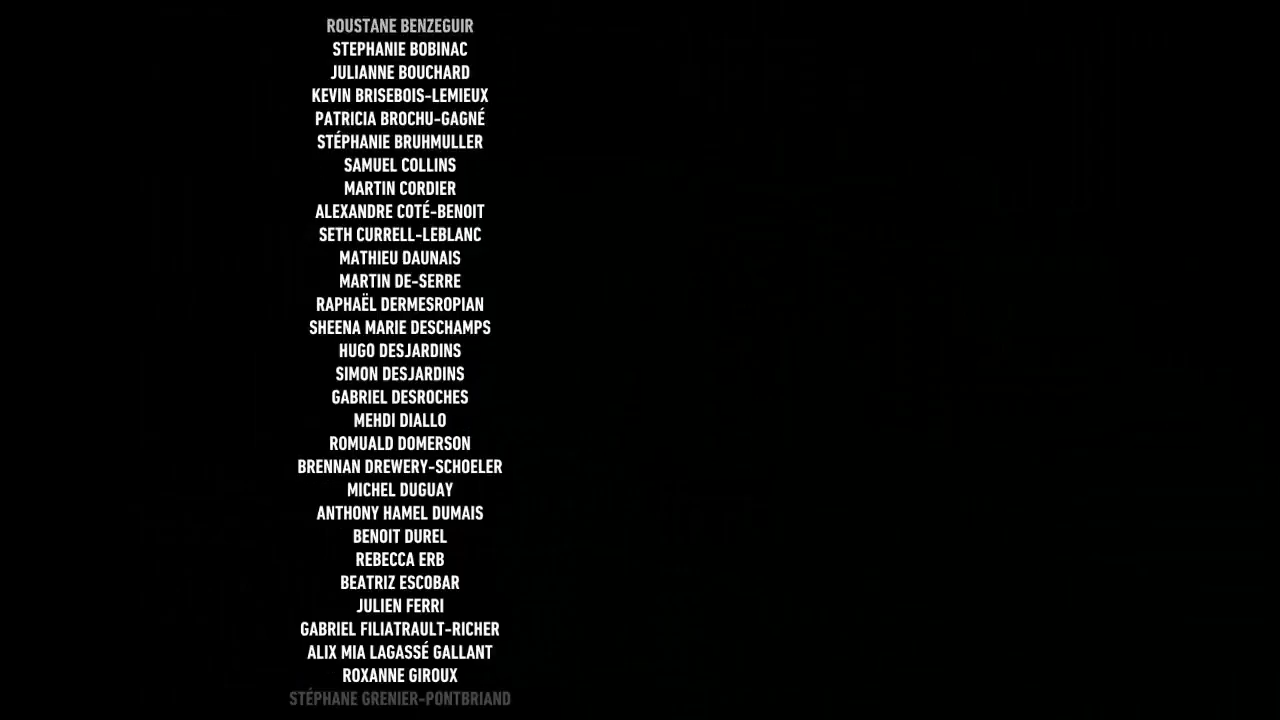 ROUSTANE BENZEGUIR
STEPHANIE BOBINAC
JULIANNE BOUCHARD
KEVIN BRISEBOIS-LEMIEUX
PATRICIA BROCHU-GAGNÉ
STÉPHANIE BRUHMULLER
SAMUEL COLLINS
MARTIN CORDIER
ALEXANDRE COTÉ-BENOIT
SETH CURRELL-LEBLANC
MATHIEU DAUNAIS
MARTIN DE-SERRE
RAPHAËL DERMESROPIAN
SHEENA MARIE DESCHAMPS
HUGO DESJARDINS
SIMON DESJARDINS
GABRIEL DESROCHES
MEHDI DIALLO
ROMUALD DOMERSON
BRENNAN DREWERY-SCHOELER
MICHEL DUGUAY
ANTHONY HAMEL DUMAIS
BENOIT DUREL
REBECCA ERB
BEATRIZ ESCOBAR
JULIEN FERRI
GABRIEL FILIATRAULT-RICHER
ALIX MIA LAGASSÉ GALLANT
ROXANNE GIROUX
STÉPHANE GRENIER-PONTBRIAND